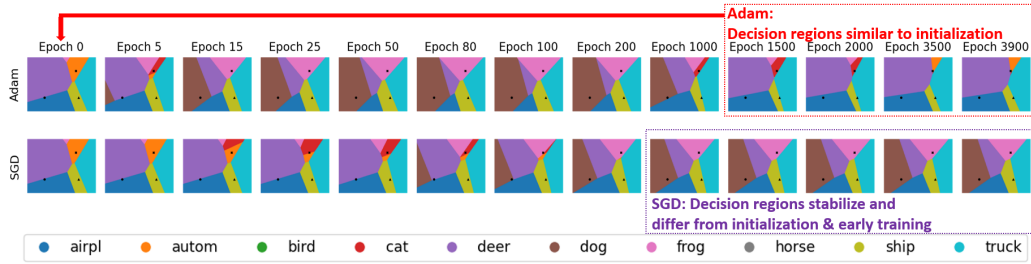 Adam:
Decision regions similar to initialization
Epoch 0 Epoch 5 Epoch 15 Epoch 25 Epoch 50 Epoch 80 Epoch 100 Epoch 200 Epoch 1000 Epoch 1500 Epoch 2000 Epoch 3500 Epoch 3900
Adam
SGD
SGD: Decision regions stabilize and
differ from initialization & early training
airpl autom bird cat deer dog frog horse ship truck